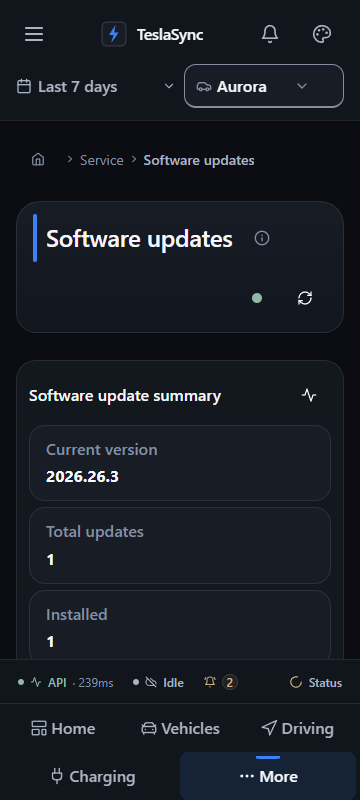 TeslaSync
Last 7 days
Aurora
Service
Software updates
Software updates
Software update summary
Current version
2026.26.3
Total updates
1
Installed
1
API · 239ms
Idle
2
Status
Home
Vehicles
Driving
Charging
More